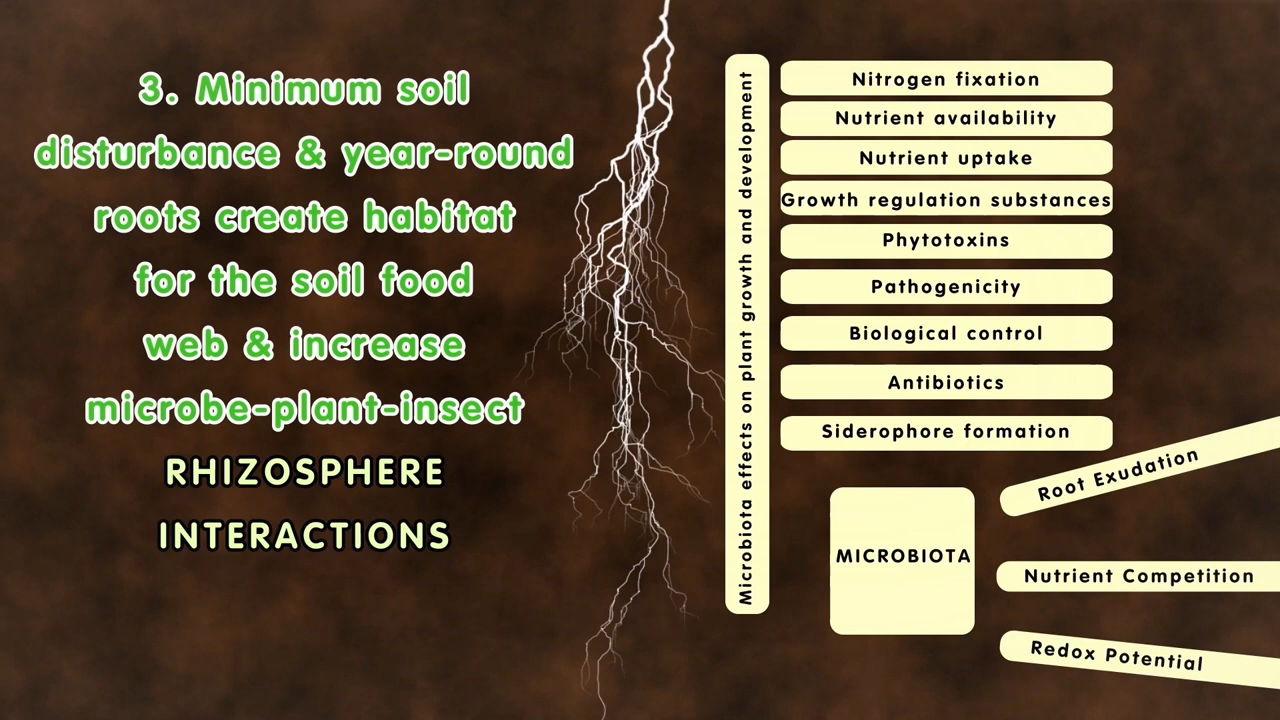 3. Minimum soil
disturbance & year-round
roots create habitat
for the soil food
web & increase
microbe-plant-insect
RHIZOSPHERE
INTERACTIONS
Microbiota effects on plant growth and development
Nitrogen fixation
Nutrient availability
Nutrient uptake
Growth regulation substances
Phytotoxins
Pathogenicity
Biological control
Antibiotics
Siderophore formation
MICROBIOTA
Root Exudation
Nutrient Competition
Redox Potential